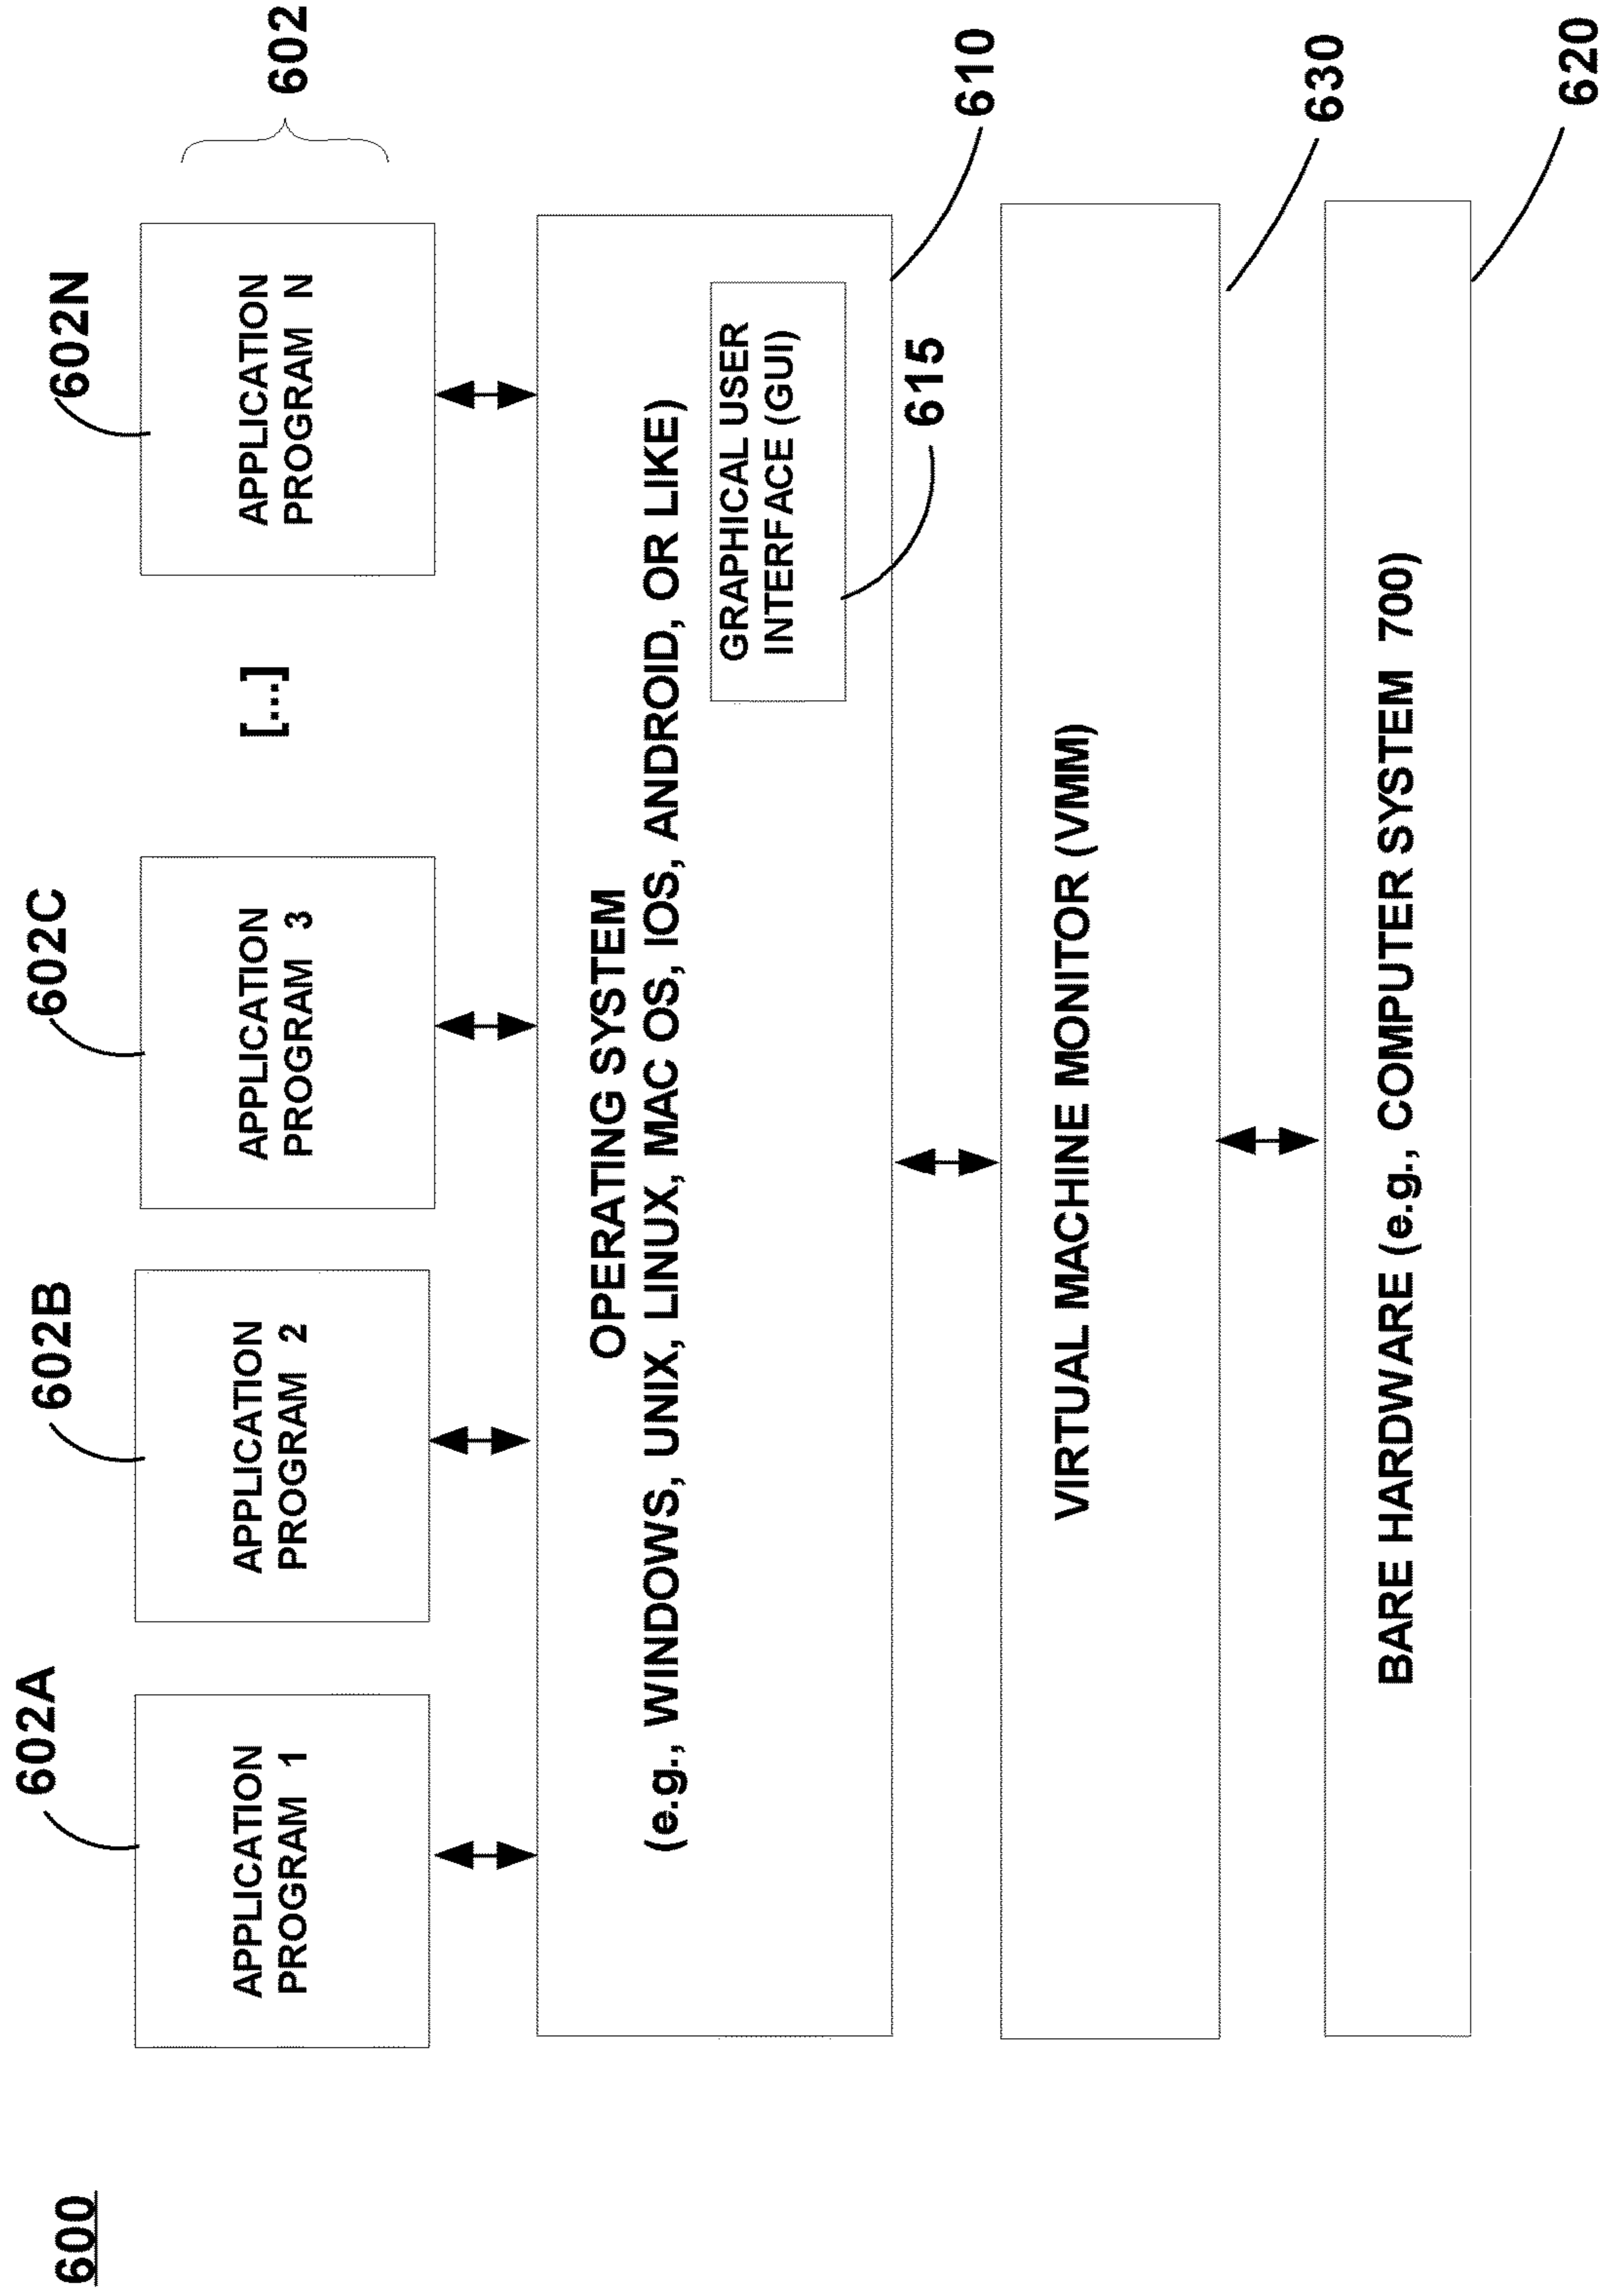 600
602A
602B
602C
602N
602
APPLICATION
PROGRAM 1
APPLICATION
PROGRAM 2
APPLICATION
PROGRAM 3
[...]
APPLICATION
PROGRAM N
OPERATING SYSTEM
(e.g., WINDOWS, UNIX, LINUX, MAC OS, IOS, ANDROID, OR LIKE)
GRAPHICAL USER
INTERFACE (GUI)
615
610
VIRTUAL MACHINE MONITOR (VMM)
630
BARE HARDWARE (e.g., COMPUTER SYSTEM 700)
620